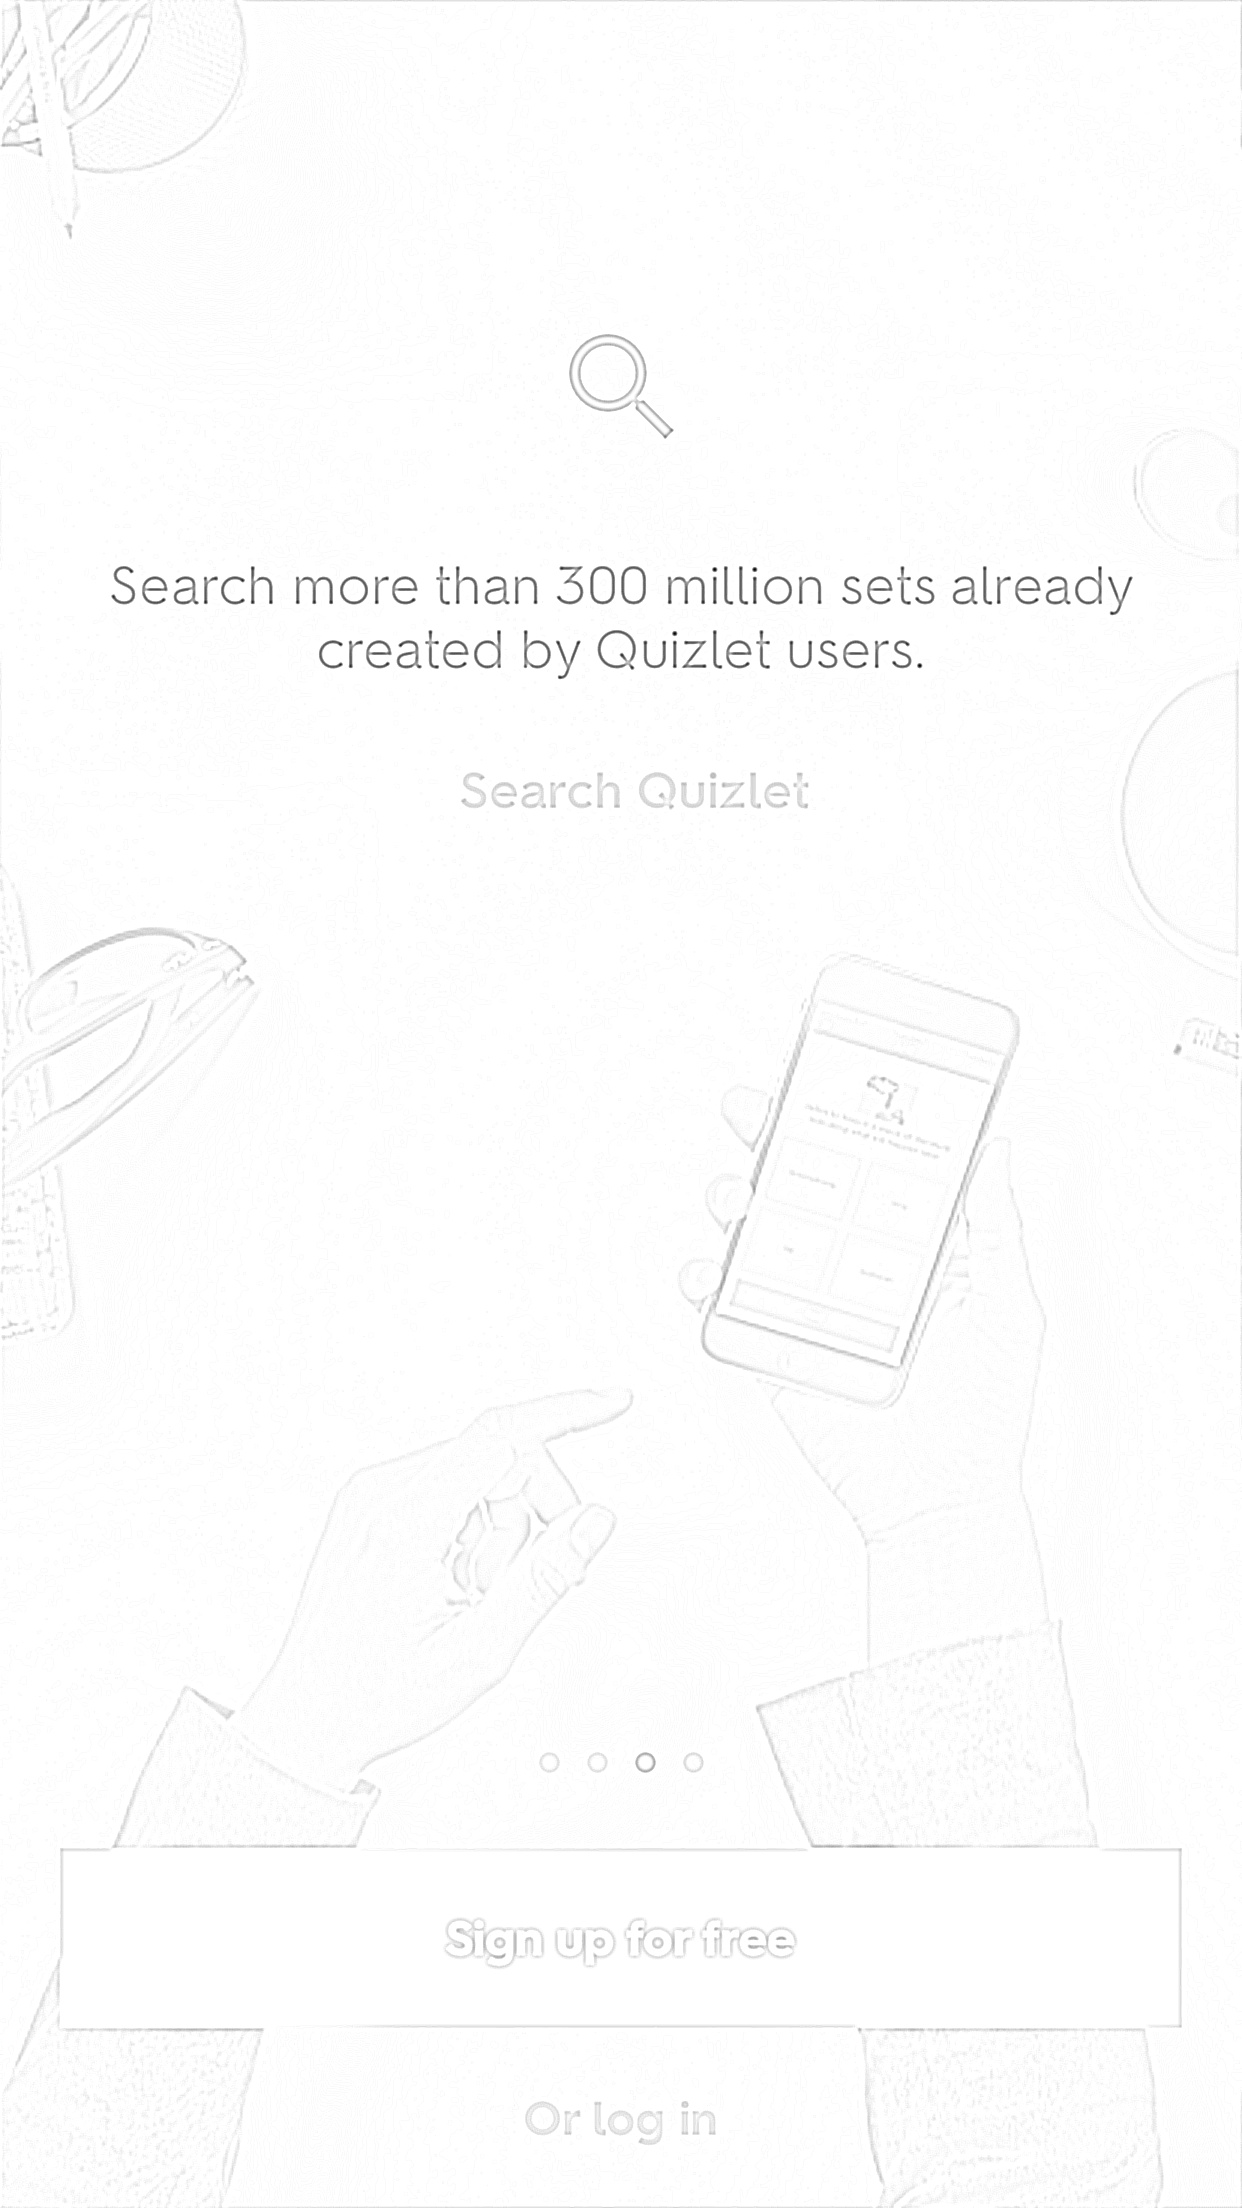 Search more than 300 million sets already
created by Quizlet users.
Search Quizlet
Sign up for free
Or log in